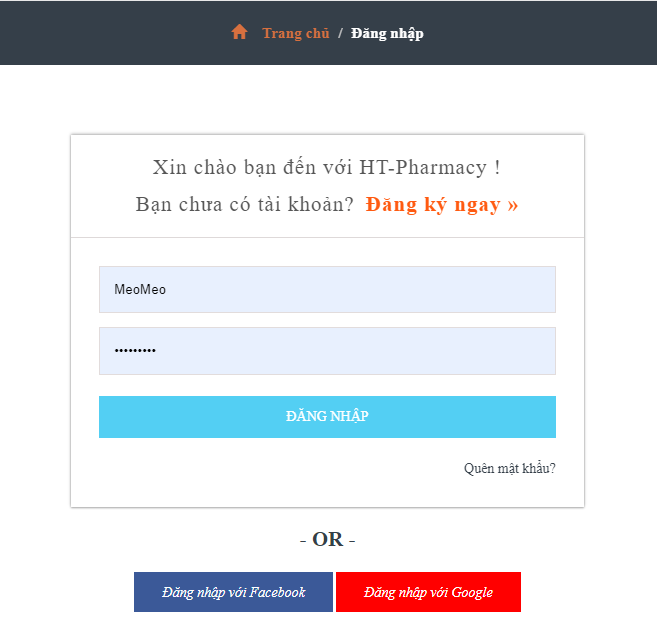 Trang chủ / Đăng nhập
Xin chào bạn đến với HT-Pharmacy !
Bạn chưa có tài khoản? Đăng ký ngay »
MeoMeo
•••••••••
ĐĂNG NHẬP
Quên mật khẩu?
- OR -
Đăng nhập với Facebook
Đăng nhập với Google